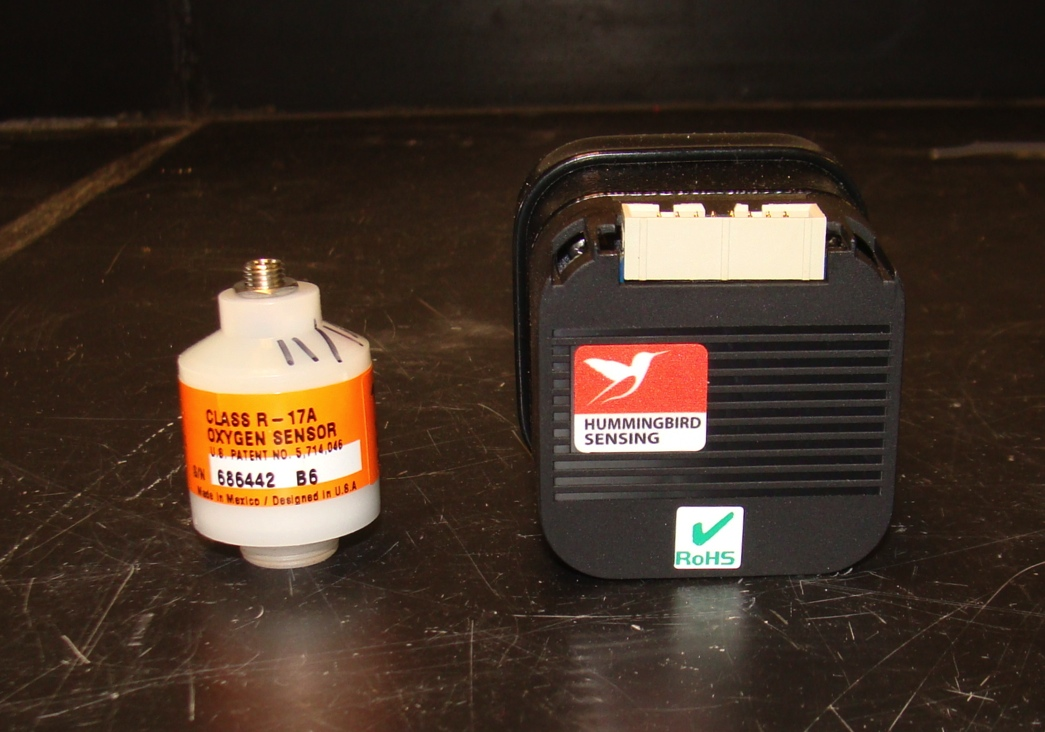 CLASS R-17A
OXYGEN SENSOR
U.S. PATENT NO. 5,714,046
S/N 686442 B6
Made in Mexico / Designed in U.S.A
HUMMINGBIRD
SENSING
RoHS